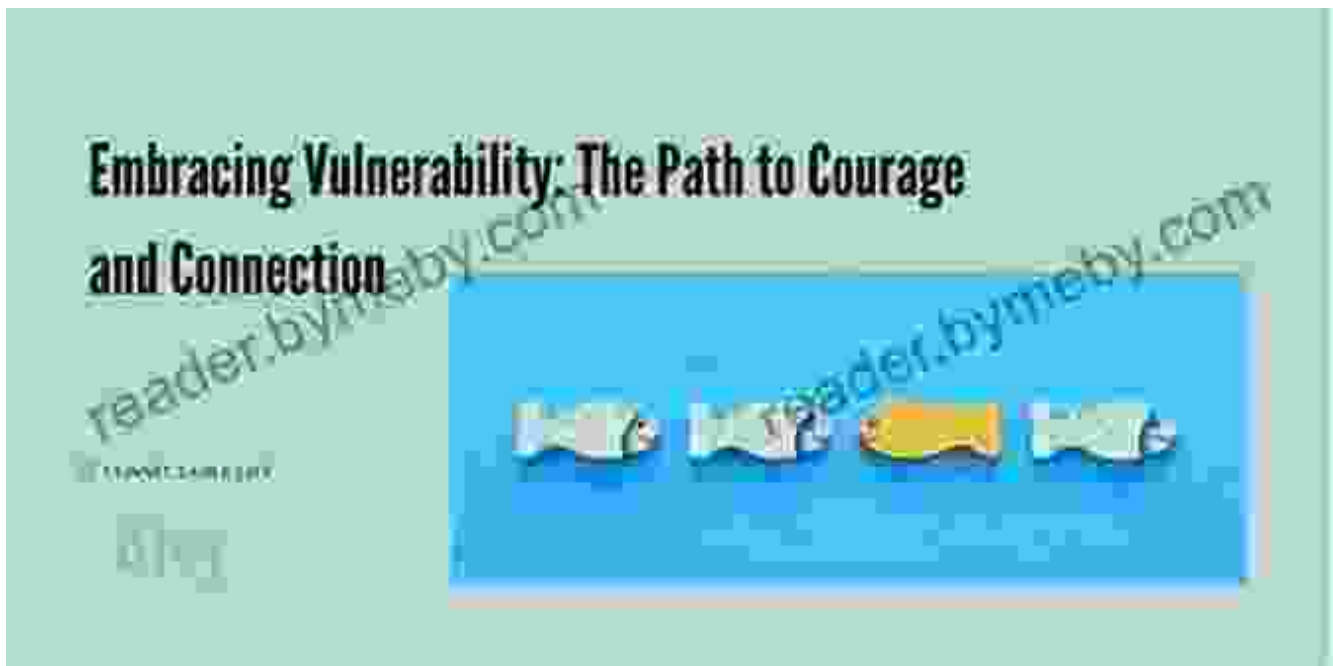 Embracing Vulnerability: The Path to Courage
and Connection
reader.bymeby.com
reader.bymeby.com